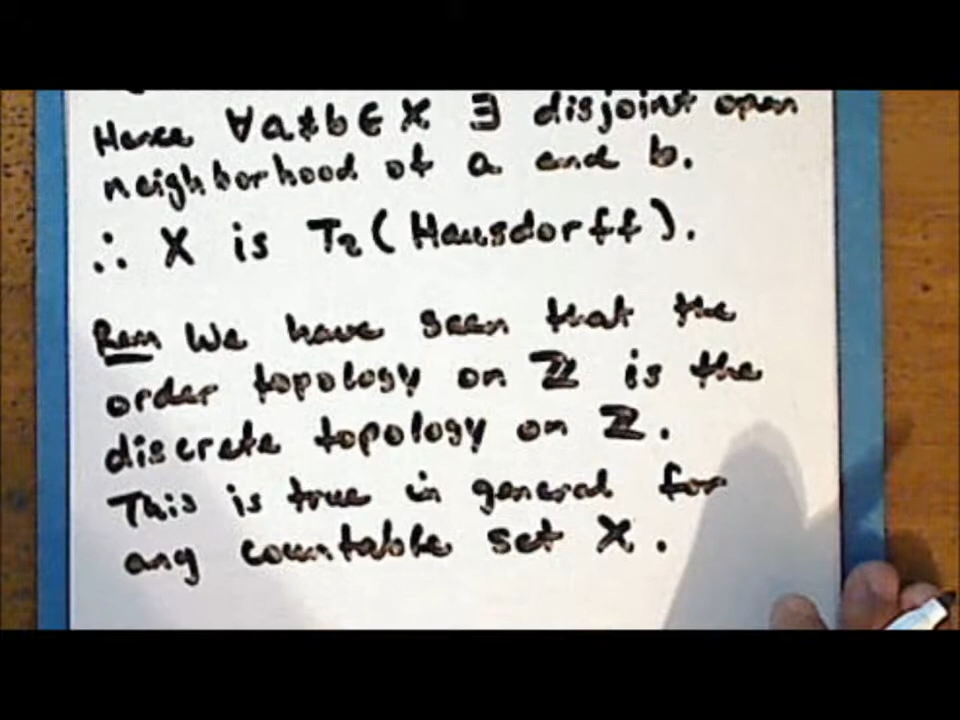 Hence ∀a≠b∈X ∃ disjoint open
neighborhood of a and b.
∴ X is T₂ (Hausdorff).
Rem We have seen that the
order topology on ℤ is the
discrete topology on ℤ.
This is true in general for
any countable set X.